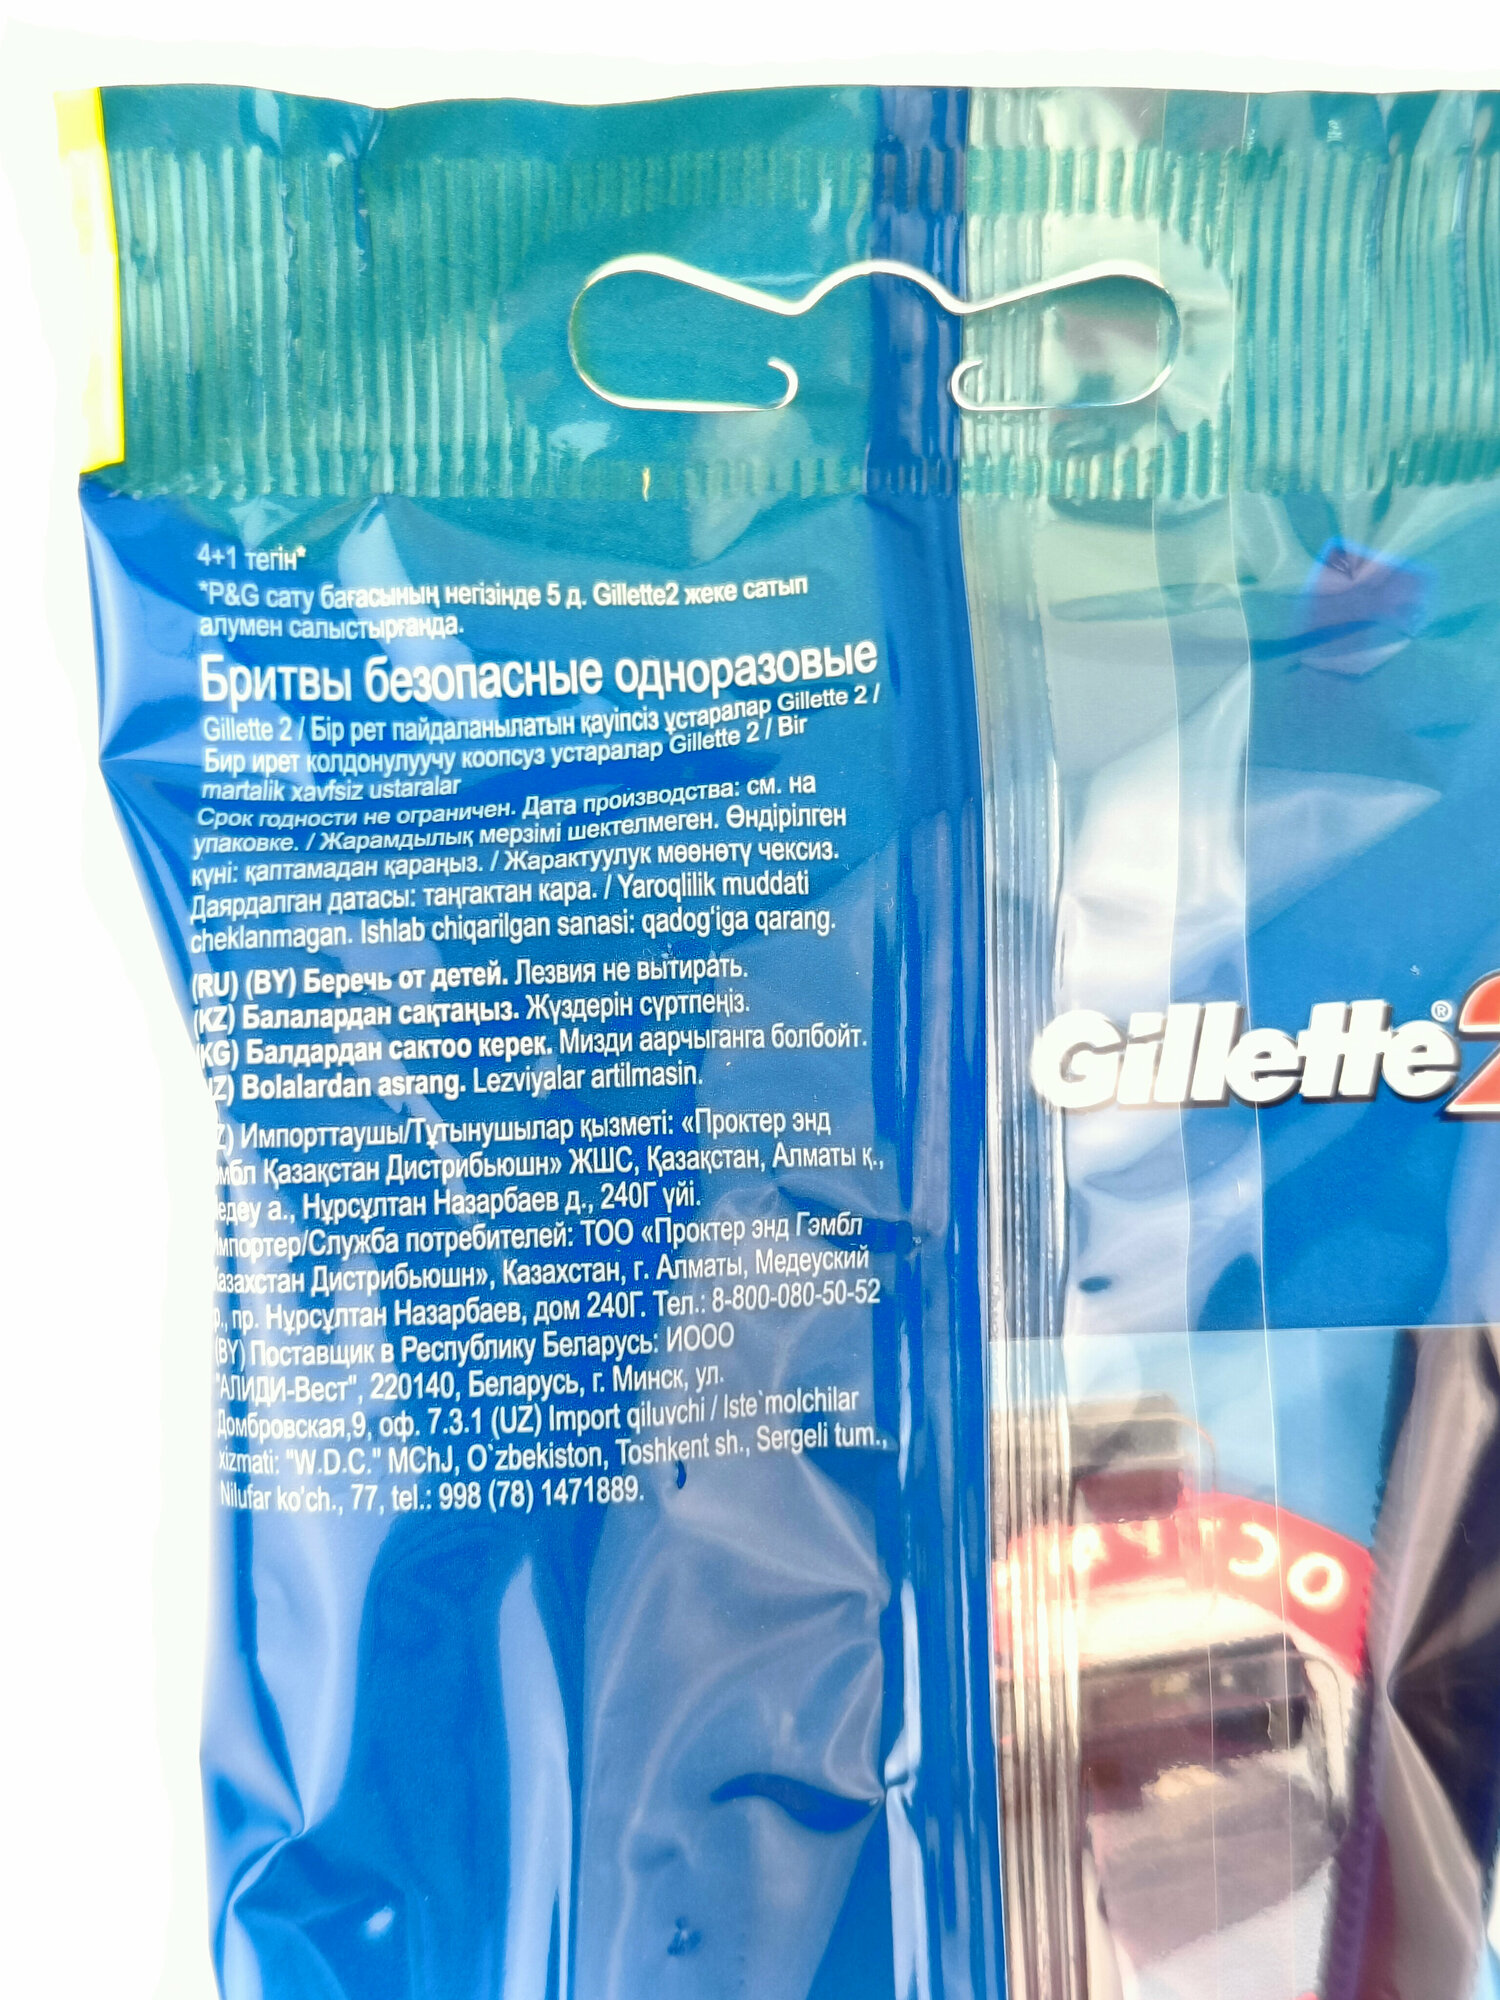 4+1 тегін*
*P&G сату бағасының негізінде 5 д. Gillette2 жеке сатып
алумен салыстырғанда.
Бритвы безопасные одноразовые
Gillette 2 / Бір рет пайдаланылатын қауіпсіз ұстаралар Gillette 2 /
Бир ирет колдонулуучу коопсуз устаралар Gillette 2 / Bir
martalik xavfsiz ustaralar
Срок годности не ограничен. Дата производства: см. на
упаковке. / Жарамдылық мерзімі шектелмеген. Өндірілген
күні: қаптамадан қараңыз. / Жарактуулук мөөнөтү чексиз.
Даярдалган датасы: таңгактан кара. / Yaroqlilik muddati
cheklanmagan. Ishlab chiqarilgan sanasi: qadog‘iga qarang.
(RU) (BY) Беречь от детей. Лезвия не вытирать.
(KZ) Балалардан сақтаңыз. Жүздерін сүртпеңіз.
(KG) Балдардан сактоо керек. Мизди аарчыганга болбойт.
Z) Bolalardan asrang. Lezviyalar artilmasin.
Z) Импорттаушы/Тұтынушылар қызметі: «Проктер энд
мбл Қазақстан Дистрибьюшн» ЖШС, Қазақстан, Алматы қ.,
едеу а., Нұрсұлтан Назарбаев д., 240Г үйі.
мпортер/Служба потребителей: ТОО «Проктер энд Гэмбл
азахстан Дистрибьюшн», Казахстан, г. Алматы, Медеуский
р., пр. Нұрсұлтан Назарбаев, дом 240Г. Тел.: 8-800-080-50-52
(BY) Поставщик в Республику Беларусь: ИООО
"АЛИДИ-Вест", 220140, Беларусь, г. Минск, ул.
Домбровская,9, оф. 7.3.1 (UZ) Import qiluvchi / Iste`molchilar
xizmati: "W.D.C." MChJ, O`zbekiston, Toshkent sh., Sergeli tum.,
Nilufar ko'ch., 77, tel.: 998 (78) 1471889.
Gillette® 2